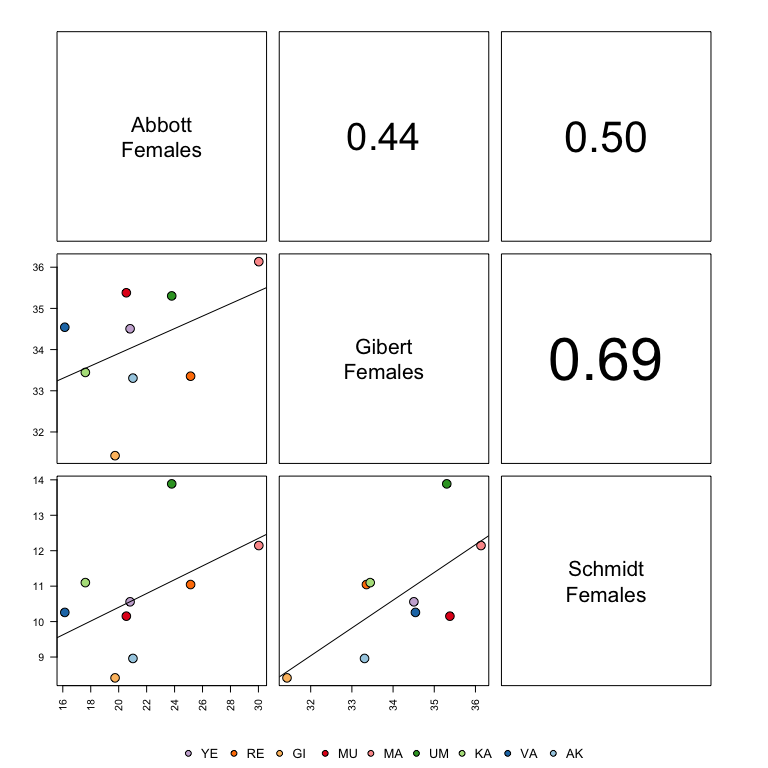 Abbott
Females
0.44
0.50
36
35
34
33
32
Gibert
Females
0.69
14
13
12
11
10
9
Schmidt
Females
16 18 20 22 24 26 28 30
32 33 34 35 36
YE RE GI MU MA UM KA VA AK